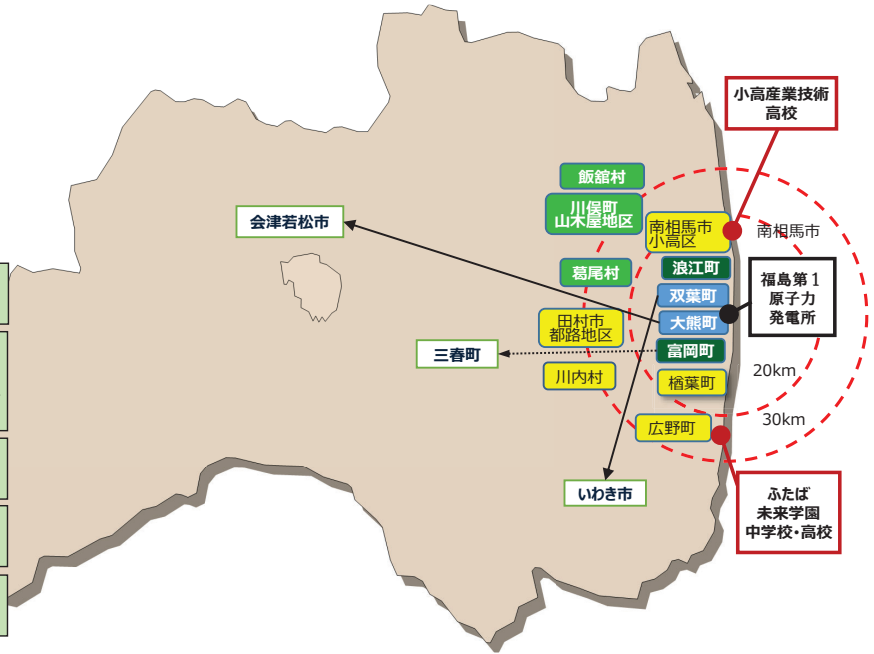 小高産業技術
高校
飯舘村
川俣町
山木屋地区
会津若松市
南相馬市
小高区
南相馬市
浪江町
葛尾村
福島第1
原子力
発電所
双葉町
大熊町
田村市
都路地区
三春町
富岡町
20km
川内村
楢葉町
30km
広野町
いわき市
ふたば
未来学園
中学校・高校